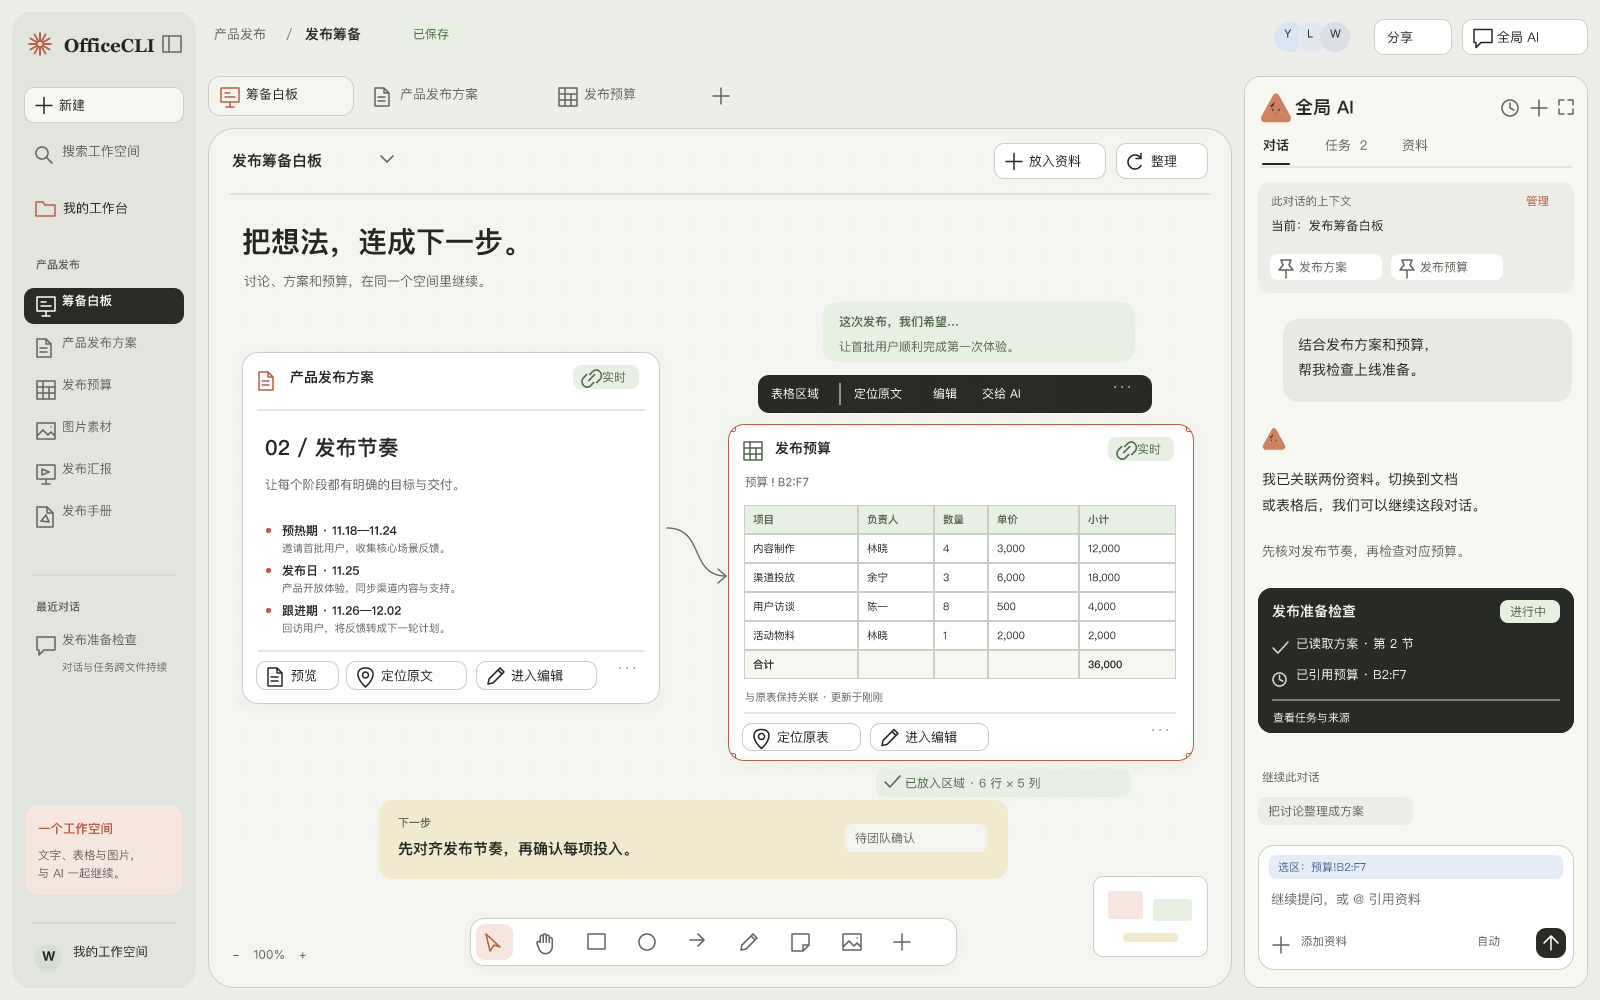 OfficeCLI
新建
搜索工作空间
我的工作台
产品发布
筹备白板
产品发布方案
发布预算
图片素材
发布汇报
发布手册
最近对话
发布准备检查
对话与任务跨文件持续
一个工作空间
文字、表格与图片，
与 AI 一起继续。
W 我的工作空间
产品发布 / 发布筹备 已保存
Y L W 分享 全局 AI
筹备白板 产品发布方案 发布预算
发布筹备白板
放入资料 整理
把想法，连成下一步。
讨论、方案和预算，在同一个空间里继续。
这次发布，我们希望...
让首批用户顺利完成第一次体验。
产品发布方案 实时
02 / 发布节奏
让每个阶段都有明确的目标与交付。
预热期 · 11.18—11.24
邀请首批用户，收集核心场景反馈。
发布日 · 11.25
产品开放体验，同步渠道内容与支持。
跟进期 · 11.26—12.02
回访用户，将反馈转成下一轮计划。
预览 定位原文 进入编辑 ...
表格区域 定位原文 编辑 交给 AI ...
发布预算 实时
预算 ! B2:F7
项目 负责人 数量 单价 小计
内容制作 林晓 4 3,000 12,000
渠道投放 余宁 3 6,000 18,000
用户访谈 陈一 8 500 4,000
活动物料 林晓 1 2,000 2,000
合计 36,000
与原表保持关联 · 更新于刚刚
定位原表 进入编辑 ...
已放入区域 · 6 行 × 5 列
下一步
先对齐发布节奏，再确认每项投入。
待团队确认
− 100% +
全局 AI
对话 任务 2 资料
此对话的上下文 管理
当前：发布筹备白板
发布方案 发布预算
结合发布方案和预算，
帮我检查上线准备。
我已关联两份资料。切换到文档
或表格后，我们可以继续这段对话。
先核对发布节奏，再检查对应预算。
发布准备检查 进行中
已读取方案 · 第 2 节
已引用预算 · B2:F7
查看任务与来源
继续此对话
把讨论整理成方案
选区：预算!B2:F7
继续提问，或 @ 引用资料
添加资料 自动